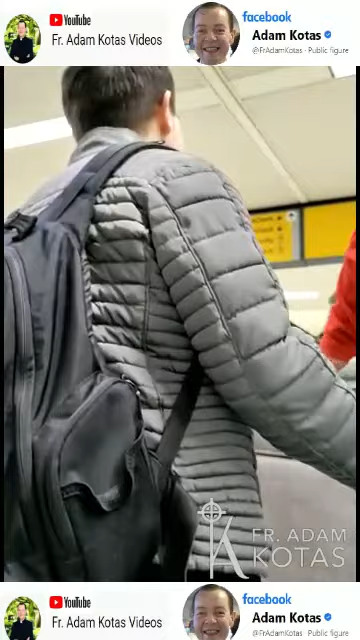 YouTube
Fr. Adam Kotas Videos
facebook
Adam Kotas
@FrAdamKotas · Public figure
FR. ADAM
KOTAS
YouTube
Fr. Adam Kotas Videos
facebook
Adam Kotas
@FrAdamKotas · Public figure